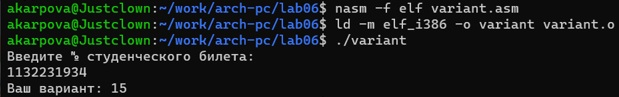 akarpova@Justclown:~/work/arch-pc/lab06$ nasm -f elf variant.asm
akarpova@Justclown:~/work/arch-pc/lab06$ ld -m elf_i386 -o variant variant.o
akarpova@Justclown:~/work/arch-pc/lab06$ ./variant
Введите № студенческого билета:
1132231934
Ваш вариант: 15